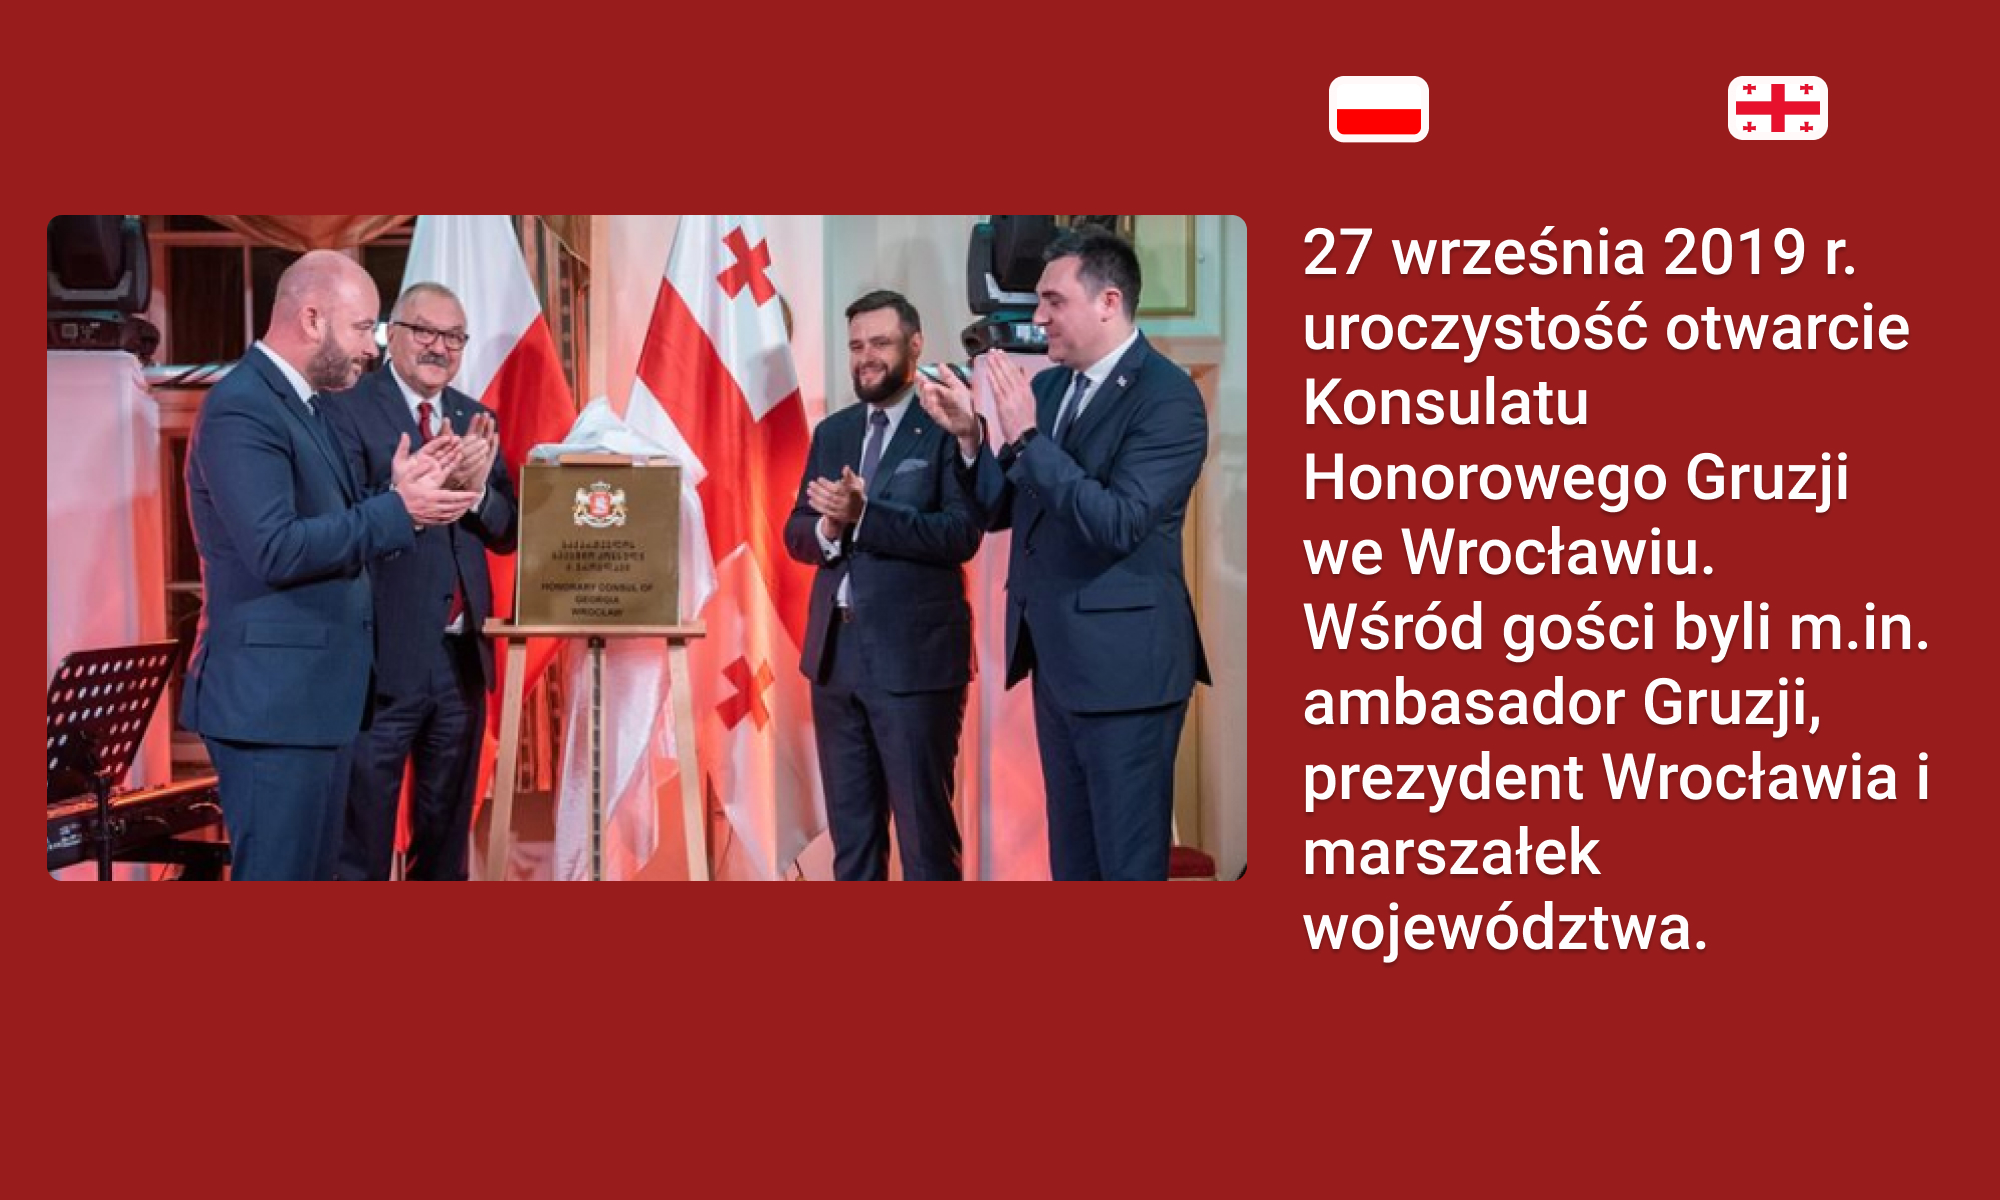 27 września 2019 r.
uroczystość otwarcie
Konsulatu
Honorowego Gruzji
we Wrocławiu.
Wśród gości byli m.in.
ambasador Gruzji,
prezydent Wrocławia i
marszałek
województwa.
HONORARY CONSUL OF
GEORGIA
WROCŁAW